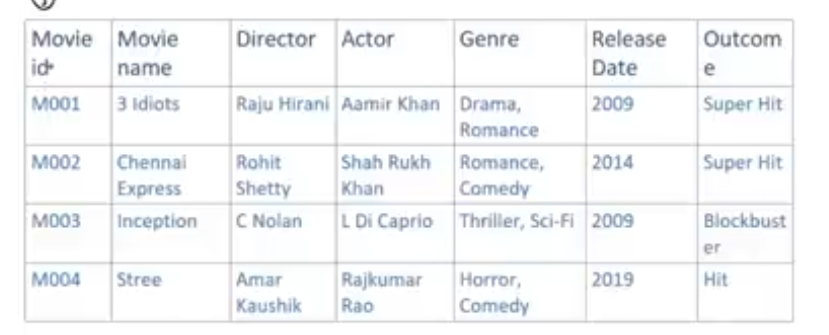 Movie id Movie name Director Actor Genre Release Date Outcome
M001 3 Idiots Raju Hirani Aamir Khan Drama, Romance 2009 Super Hit
M002 Chennai Express Rohit Shetty Shah Rukh Khan Romance, Comedy 2014 Super Hit
M003 Inception C Nolan L Di Caprio Thriller, Sci-Fi 2009 Blockbuster
M004 Stree Amar Kaushik Rajkumar Rao Horror, Comedy 2019 Hit